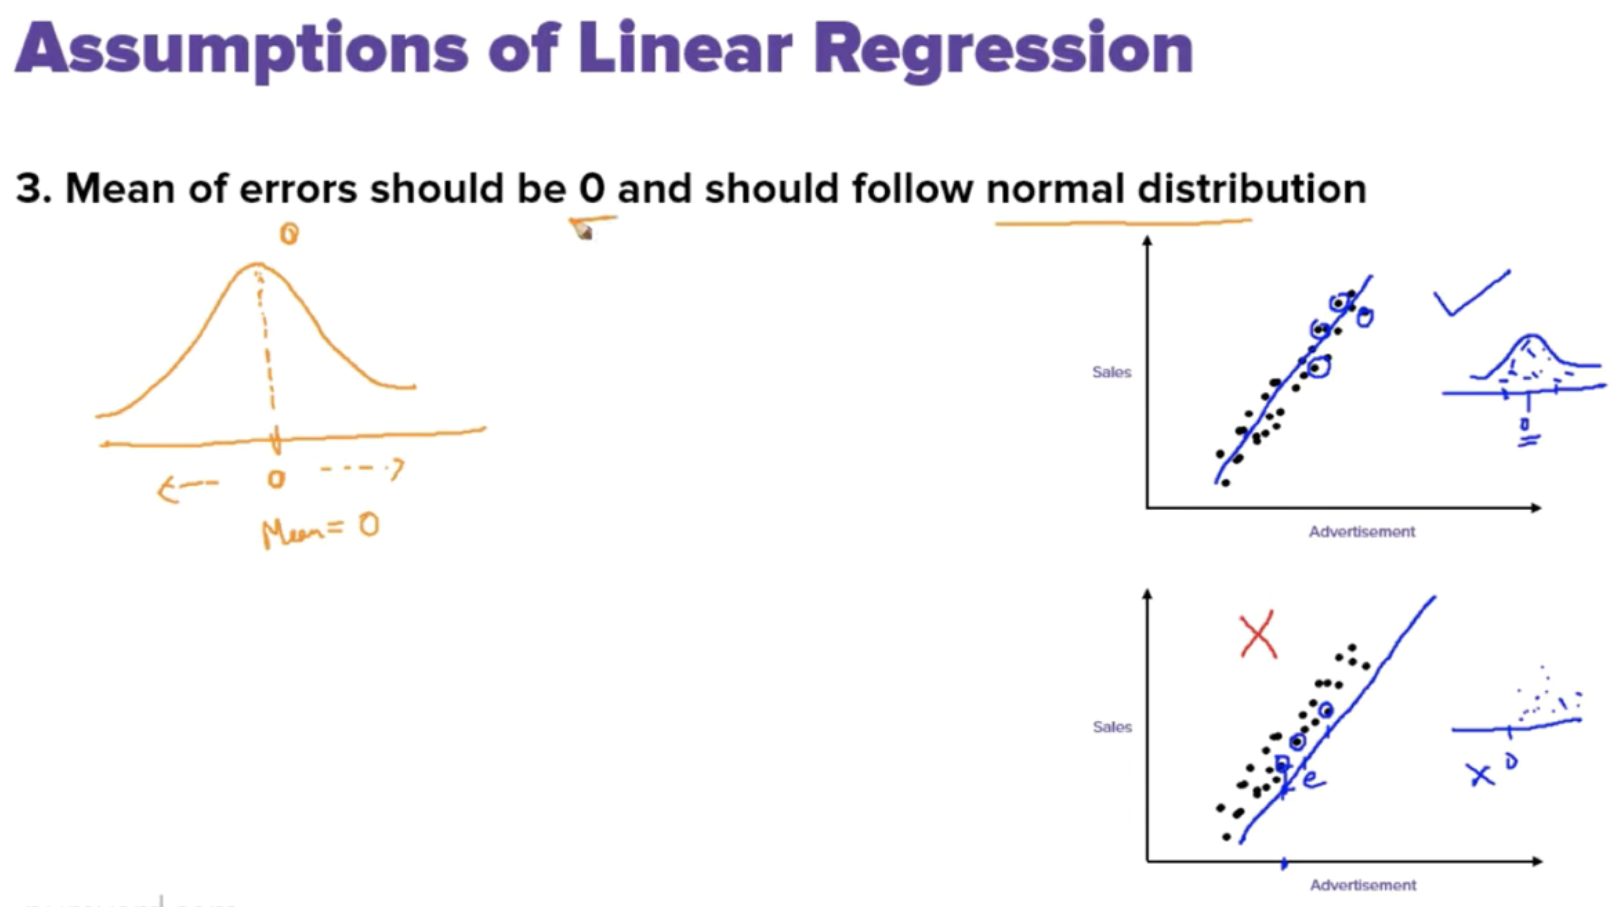 Assumptions of Linear Regression
3. Mean of errors should be 0 and should follow normal distribution
0
0
Mean = 0
Sales
0
Advertisement
Sales
e
0
Advertisement